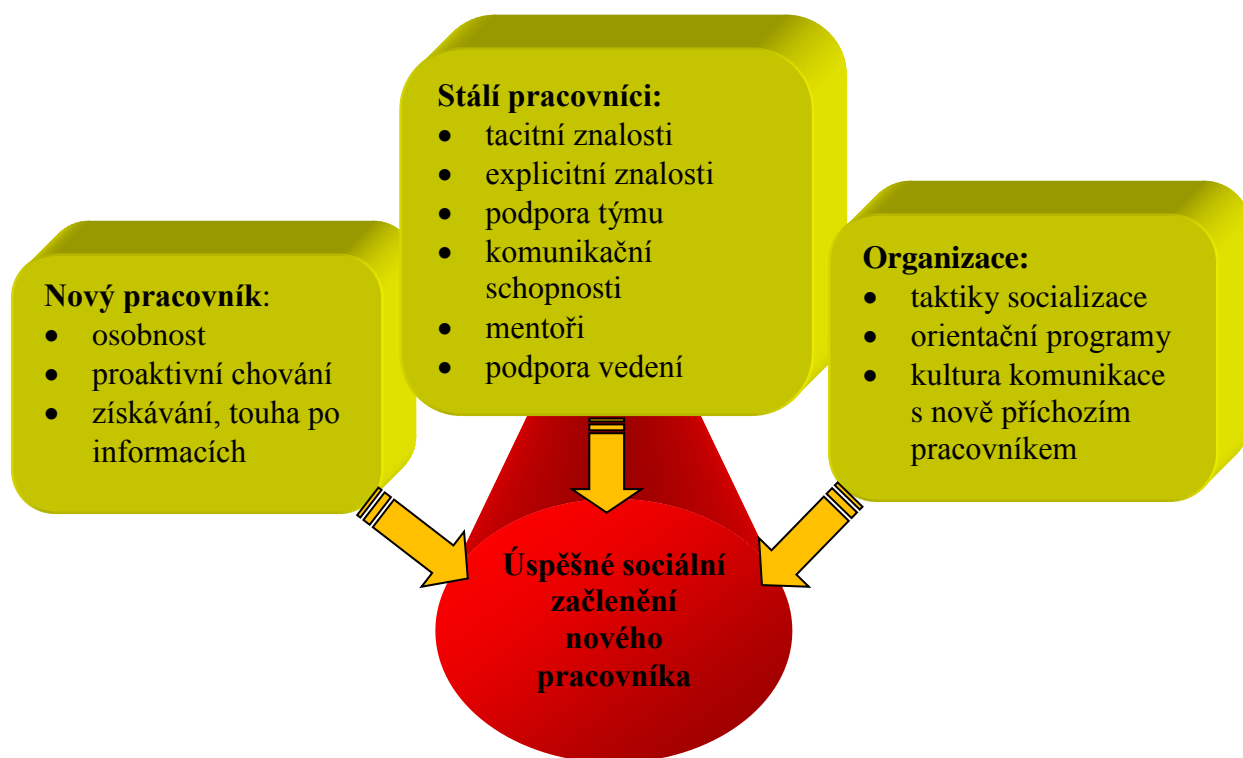 Stálí pracovníci:
• tacitní znalosti
• explicitní znalosti
• podpora týmu
• komunikační
schopnosti
• mentoři
• podpora vedení
Nový pracovník:
• osobnost
• proaktivní chování
• získávání, touha po
informacích
Organizace:
• taktiky socializace
• orientační programy
• kultura komunikace
s nově příchozím
pracovníkem
Úspěšné sociální
začlenění
nového
pracovníka